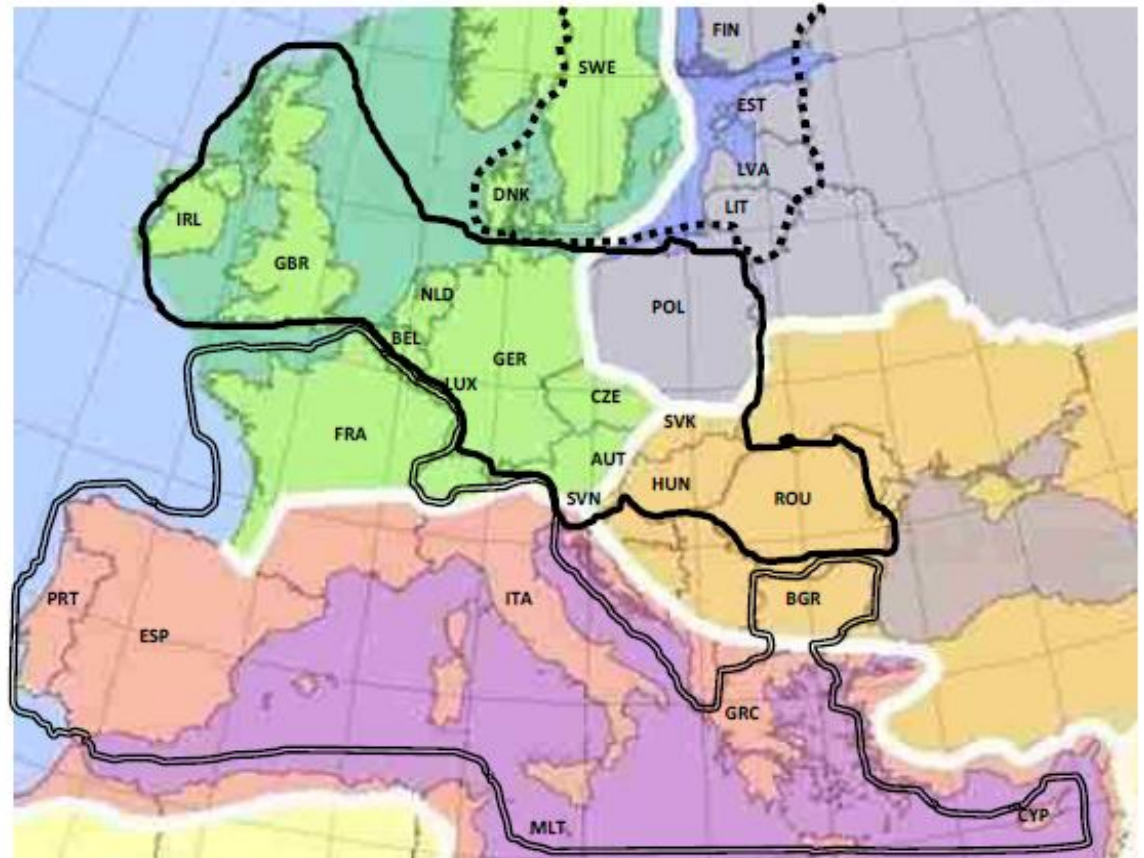 FIN
SWE
EST
LVA
DNK
LIT
IRL
GBR
NLD
POL
BEL
GER
LUX
CZE
SVK
FRA
AUT
HUN
SVN
ROU
PRT
ITA
BGR
ESP
GRC
CYP
MLT